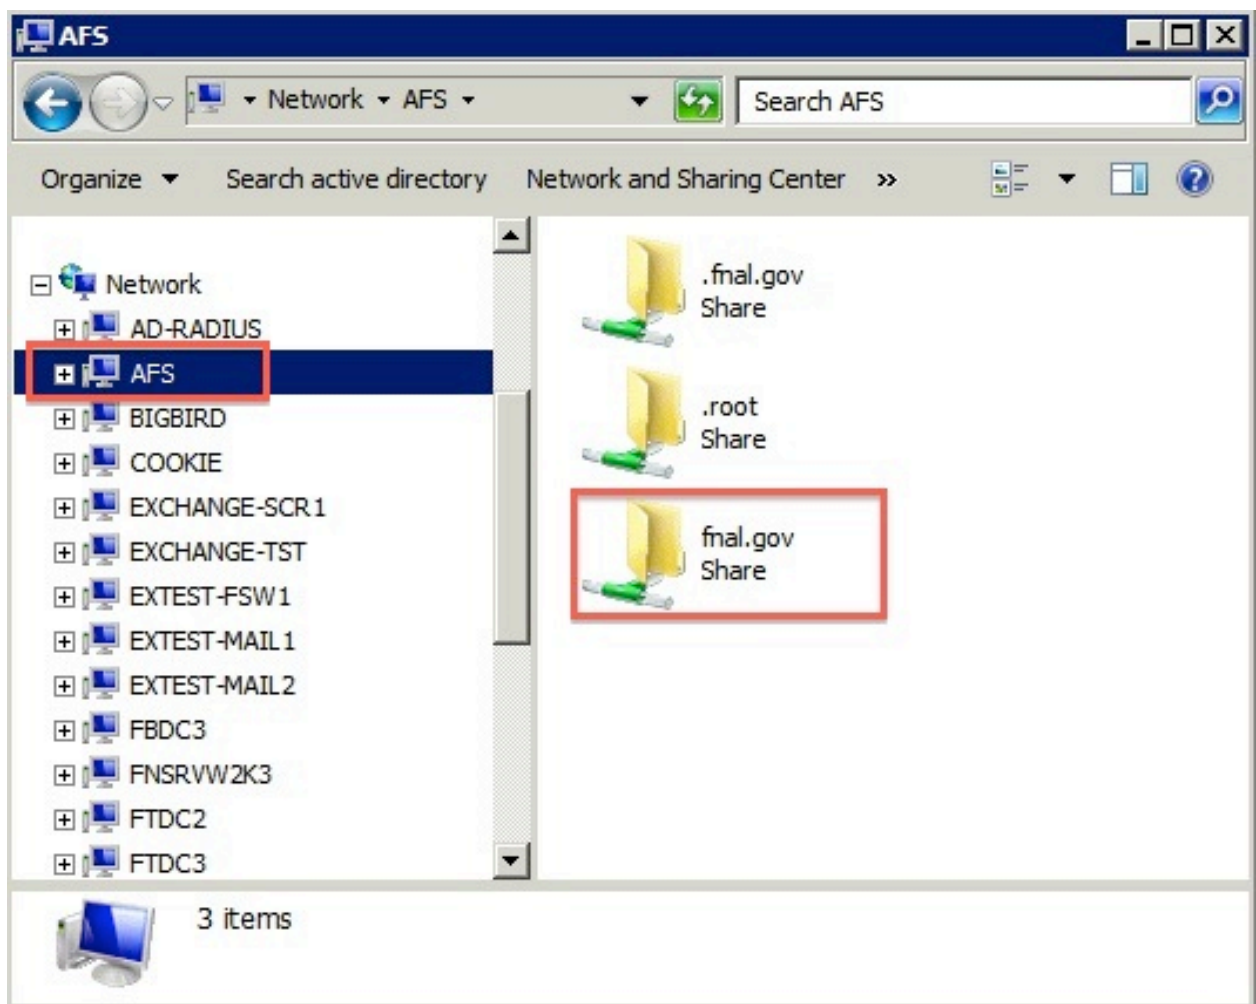 AFS
Network AFS
Search AFS
Organize Search active directory Network and Sharing Center »
Network
AD-RADIUS
AFS
BIGBIRD
COOKIE
EXCHANGE-SCR1
EXCHANGE-TST
EXTEST-FSW1
EXTEST-MAIL1
EXTEST-MAIL2
FBDC3
FNSRVW2K3
FTDC2
FTDC3
.fnal.gov
Share
.root
Share
fnal.gov
Share
3 items